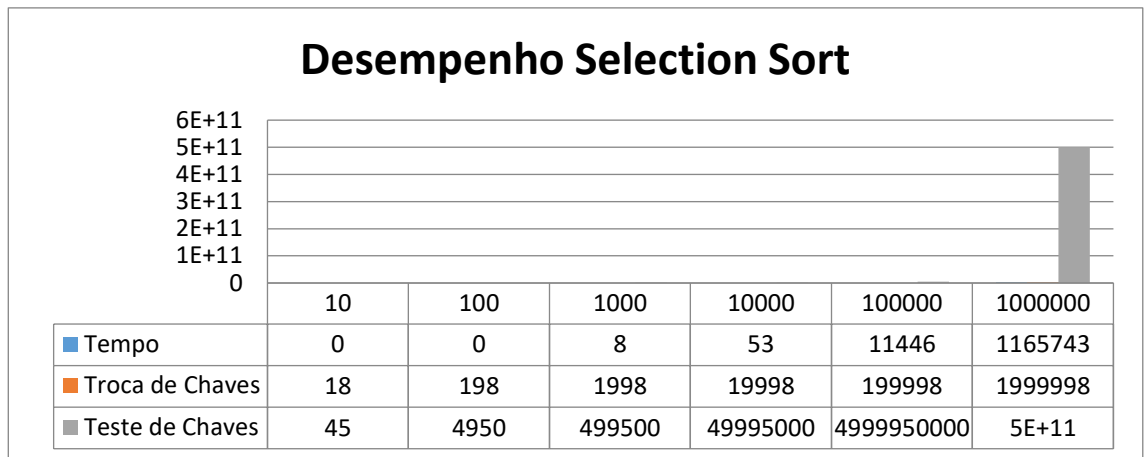 Desempenho Selection Sort
6E+11
5E+11
4E+11
3E+11
2E+11
1E+11
0
10 100 1000 10000 100000 1000000
Tempo 0 0 8 53 11446 1165743
Troca de Chaves 18 198 1998 19998 199998 1999998
Teste de Chaves 45 4950 499500 49995000 4999950000 5E+11